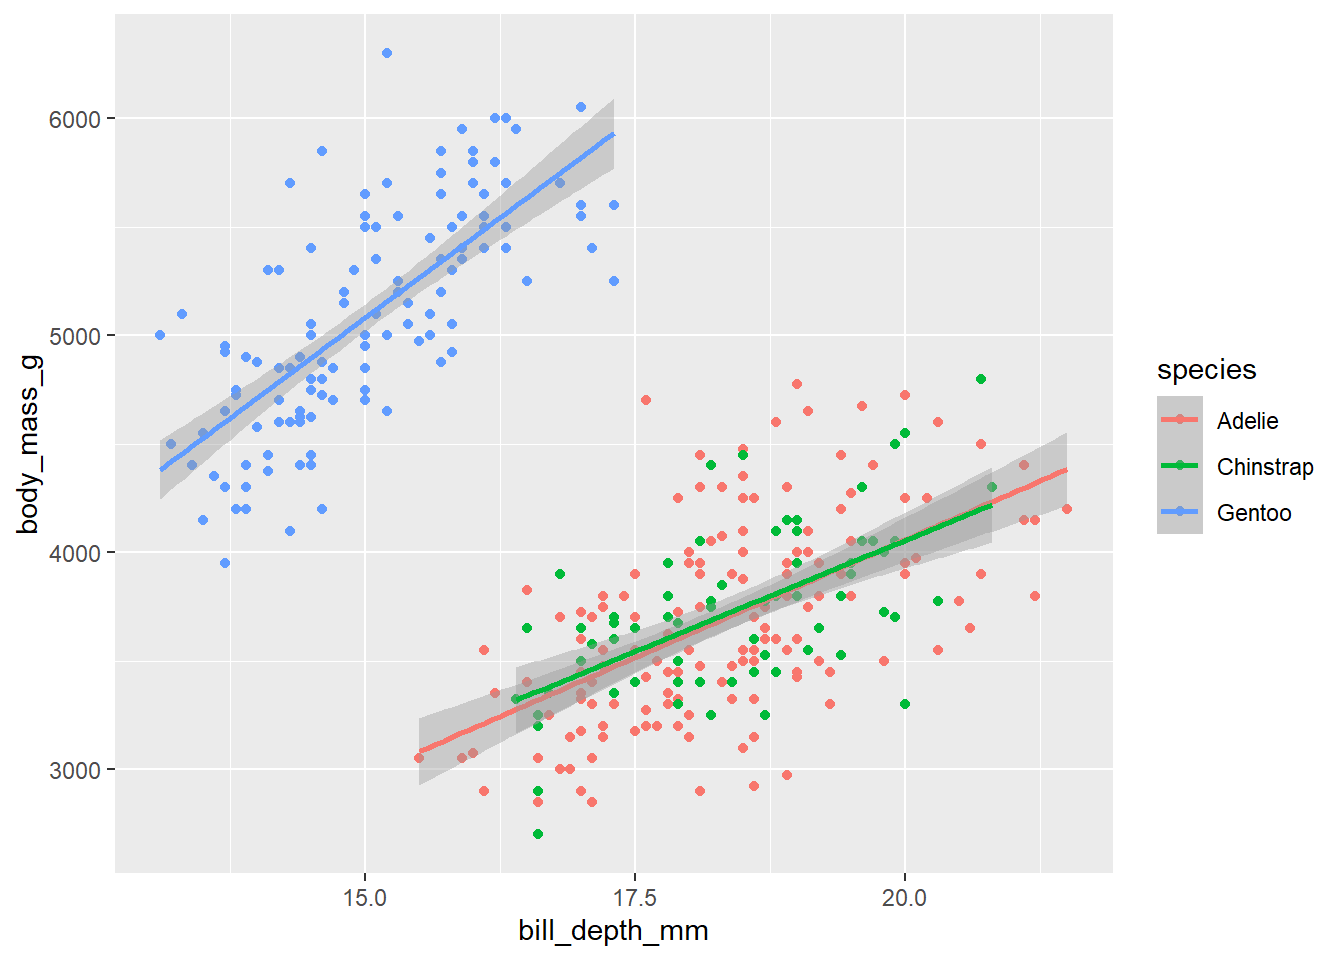 6000
5000
4000
3000
body_mass_g
15.0 17.5 20.0
bill_depth_mm
species
Adelie
Chinstrap
Gentoo